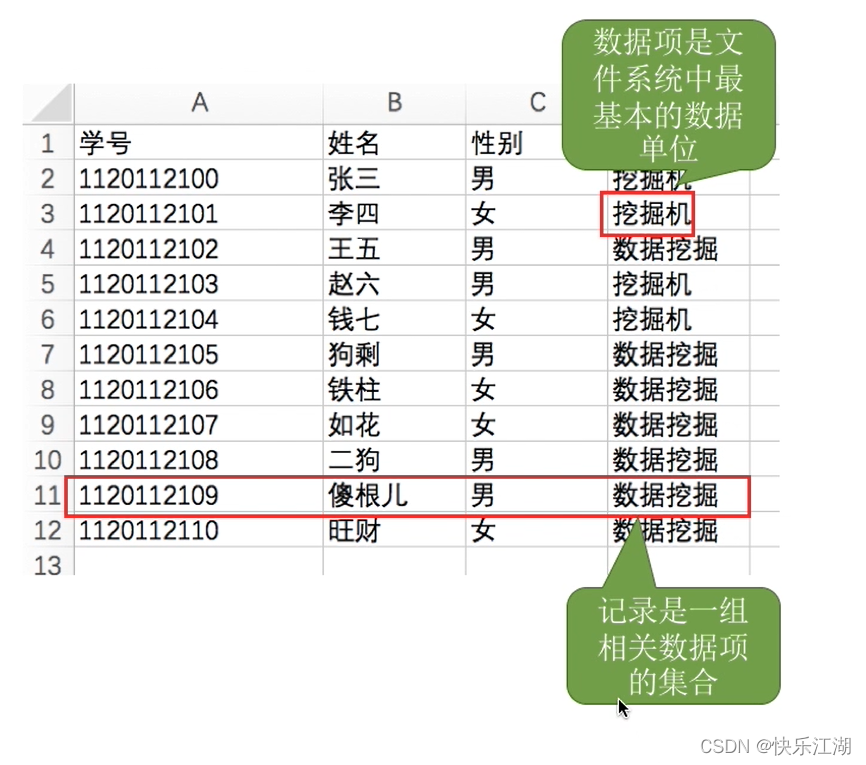 数据项是文
件系统中最
基本的数据
单位
A B C
1 学号 姓名 性别
2 1120112100 张三 男 挖掘机
3 1120112101 李四 女 挖掘机
4 1120112102 王五 男 数据挖掘
5 1120112103 赵六 男 挖掘机
6 1120112104 钱七 女 挖掘机
7 1120112105 狗剩 男 数据挖掘
8 1120112106 铁柱 女 数据挖掘
9 1120112107 如花 女 数据挖掘
10 1120112108 二狗 男 数据挖掘
11 1120112109 傻根儿 男 数据挖掘
12 1120112110 旺财 女 数据挖掘
13
记录是一组
相关数据项
的集合
CSDN @快乐江湖